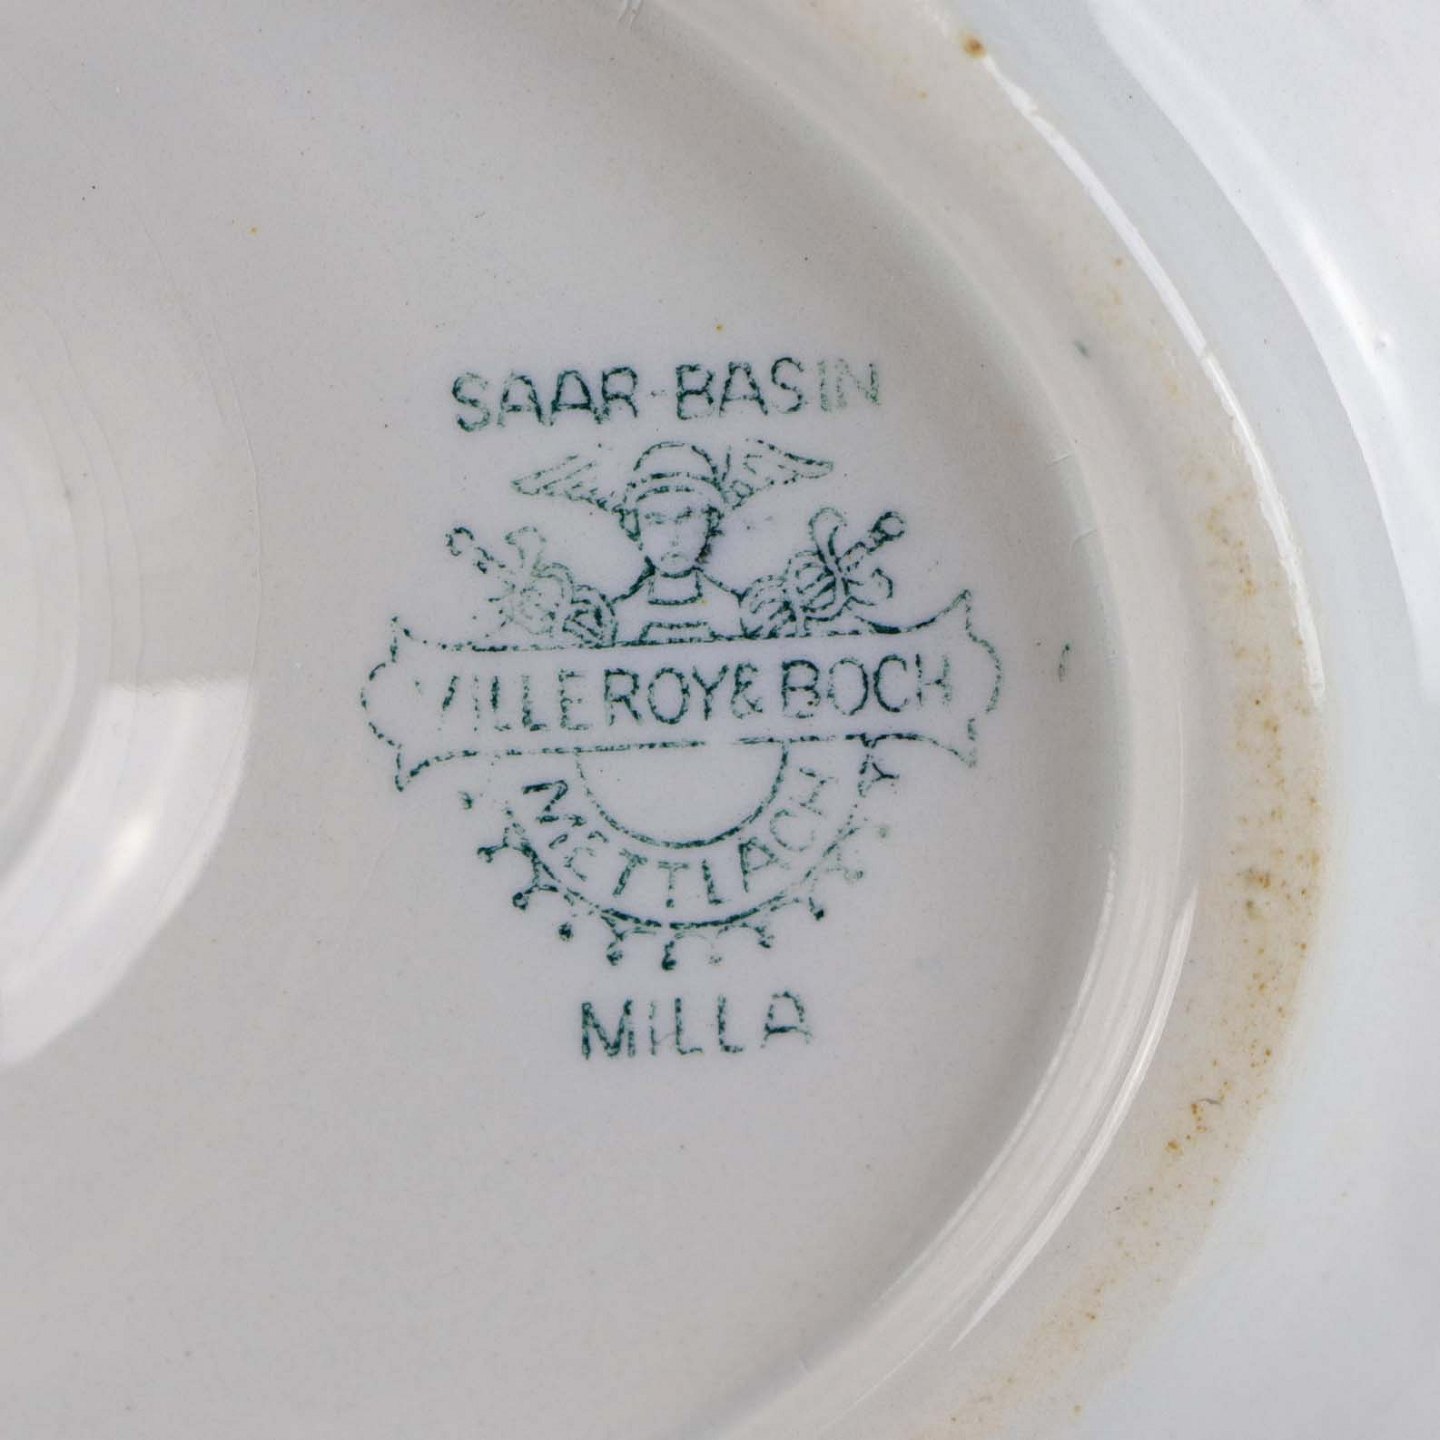 SAAR-BASIN
VILLEROY & BOCH
METTLACH
MILLA